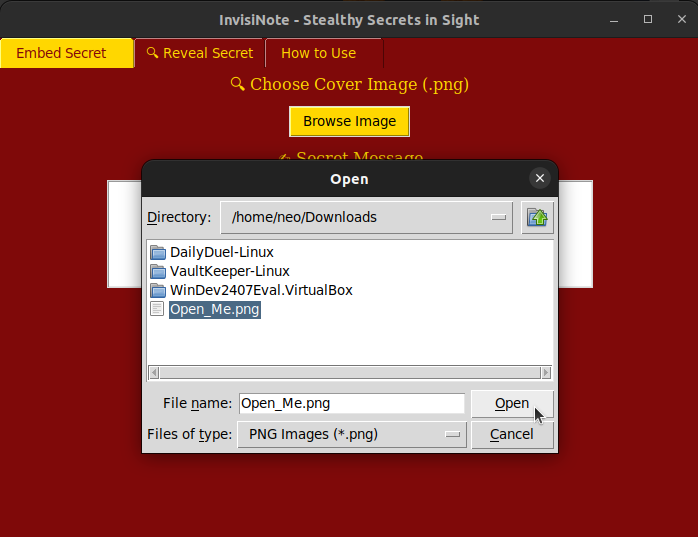 InvisiNote - Stealthy Secrets in Sight
Embed Secret
🔍 Reveal Secret
How to Use
🔍 Choose Cover Image (.png)
Browse Image
✍ Secret Message
Open
Directory:
/home/neo/Downloads
DailyDuel-Linux
VaultKeeper-Linux
WinDev2407Eval.VirtualBox
Open_Me.png
File name:
Open_Me.png
Open
Files of type:
PNG Images (*.png)
Cancel